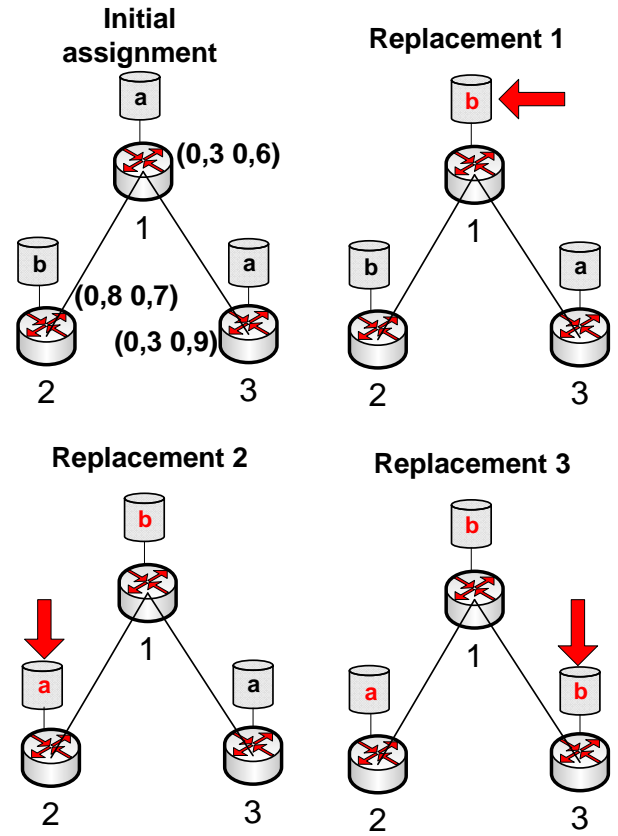 Initial
assignment
a
(0,3 0,6)
1
b
a
(0,8 0,7)
(0,3 0,9)
2
3
Replacement 1
b
1
b
a
2
3
Replacement 2
b
1
a
a
2
3
Replacement 3
b
1
a
b
2
3